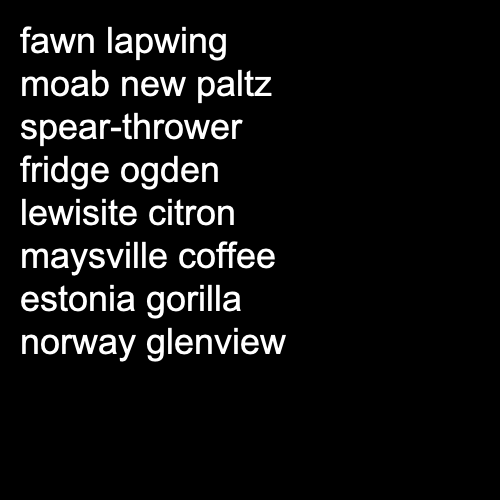 fawn lapwing
moab new paltz
spear-thrower
fridge ogden
lewisite citron
maysville coffee
estonia gorilla
norway glenview